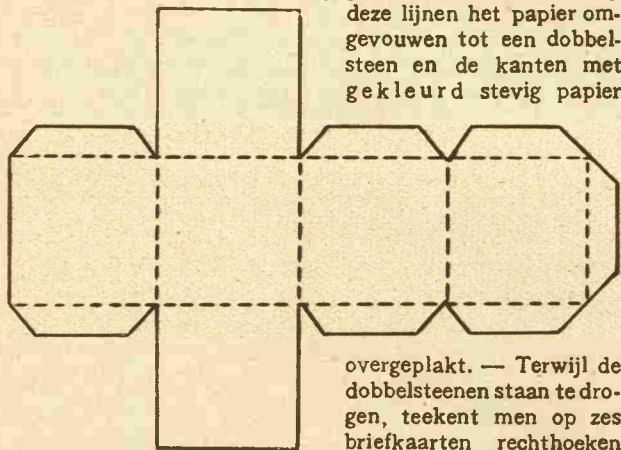 deze lijnen het papier om-
gevouwen tot een dobbel-
steen en de kanten met
gekleurd stevig papier
overgeplakt. — Terwijl de
dobbelsteenen staan te dro-
gen, teekent men op zes
briefkaarten rechthoeken